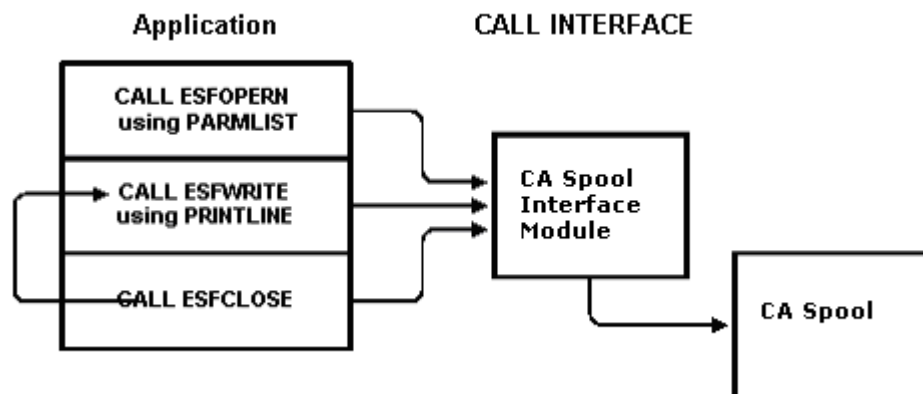 Application
CALL INTERFACE
CALL ESFOPERN
using PARMLIST
CALL ESFWRITE
using PRINTLINE
CALL ESFCLOSE
CA Spool
Interface
Module
CA Spool